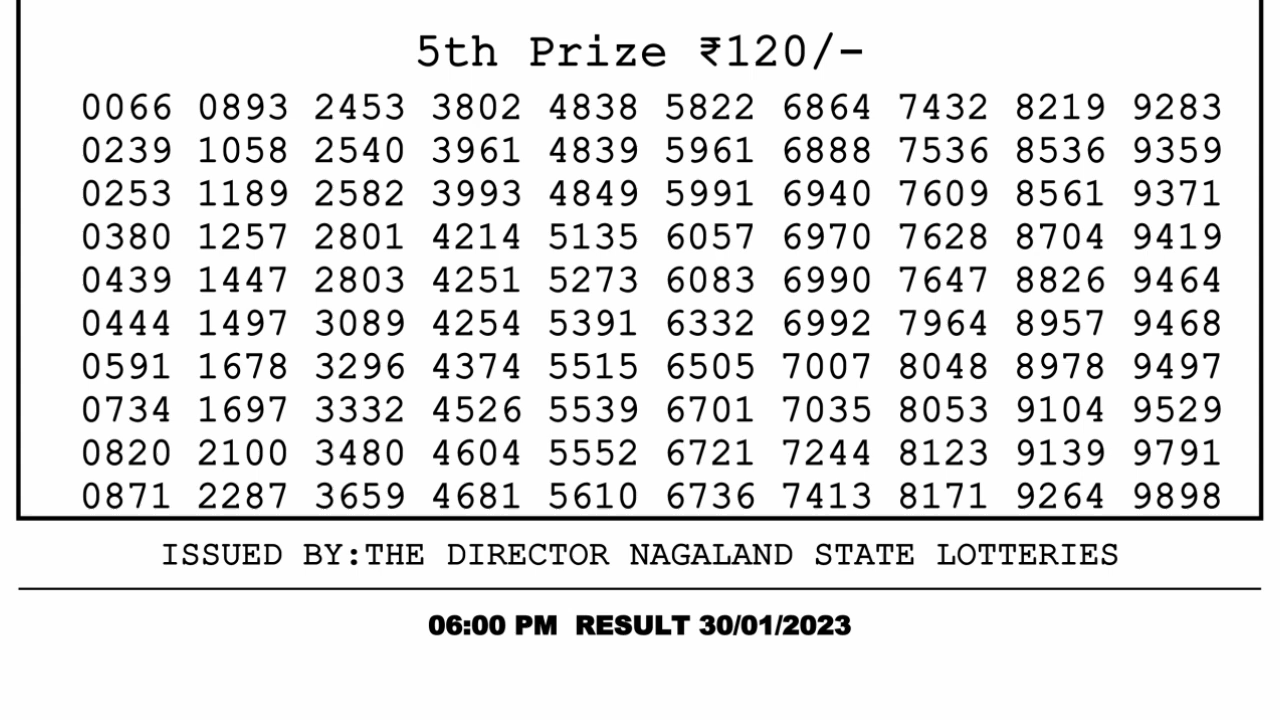 5th Prize ₹120/-
0066 0893 2453 3802 4838 5822 6864 7432 8219 9283
0239 1058 2540 3961 4839 5961 6888 7536 8536 9359
0253 1189 2582 3993 4849 5991 6940 7609 8561 9371
0380 1257 2801 4214 5135 6057 6970 7628 8704 9419
0439 1447 2803 4251 5273 6083 6990 7647 8826 9464
0444 1497 3089 4254 5391 6332 6992 7964 8957 9468
0591 1678 3296 4374 5515 6505 7007 8048 8978 9497
0734 1697 3332 4526 5539 6701 7035 8053 9104 9529
0820 2100 3480 4604 5552 6721 7244 8123 9139 9791
0871 2287 3659 4681 5610 6736 7413 8171 9264 9898
ISSUED BY:THE DIRECTOR NAGALAND STATE LOTTERIES
06:00 PM RESULT 30/01/2023